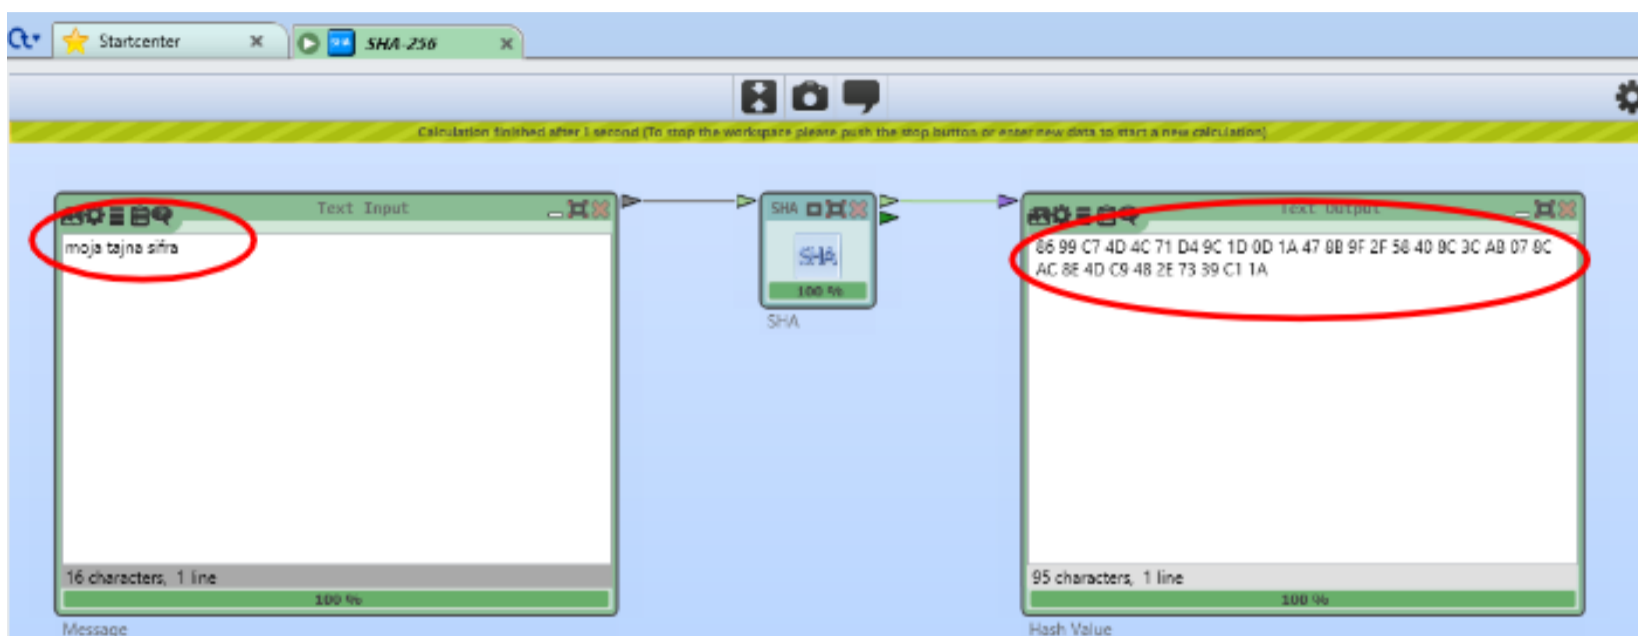 Startcenter
SHA-256
Calculation finished after 1 second (To stop the workspace please push the stop button or enter new data to start a new calculation)
Text Input
moja tajna sifra
16 characters, 1 line
100 %
Message
SHA
SHA
100 %
SHA
Text Output
86 99 C7 4D 4C 71 D4 9C 1D 0D 1A 47 8B 9F 2F 58 40 8C 3C AB 07 8C
AC 8E 4D C9 48 2E 73 39 C1 1A
95 characters, 1 line
100 %
Hash Value